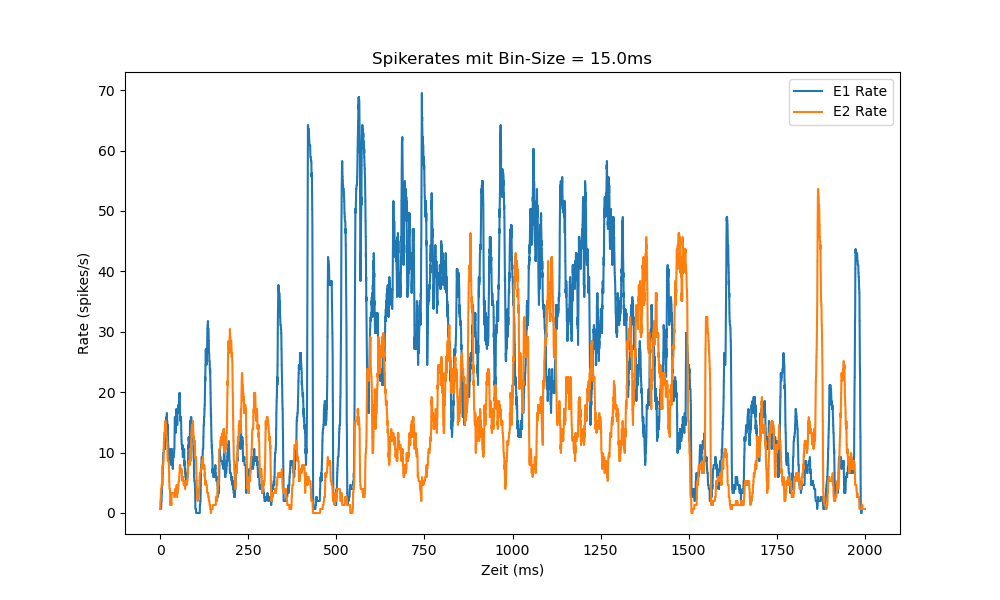 Spikerates mit Bin-Size = 15.0ms
E1 Rate
E2 Rate
70
60
50
40
30
20
10
0
Rate (spikes/s)
0 250 500 750 1000 1250 1500 1750 2000
Zeit (ms)